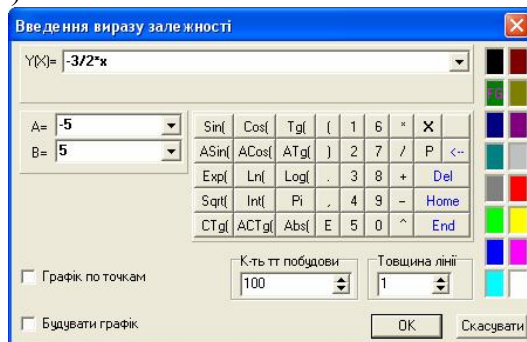 )
Введення виразу залежності
Y(X)= -3/2*x
A= -5
B= 5
Sin( Cos( Tg( ( 1 6 * X
ASin( ACos( ATg( ) 2 7 / P <--
Exp( Ln( Log( . 3 8 + Del
Sqrt( Int( Pi , 4 9 - Home
CTg( ACTg( Abs( E 5 0 ^ End
FG
К-ть тт побудови
100
Товщина лінії
1
Графік по точкам
Будувати графік
OK
Скасувати